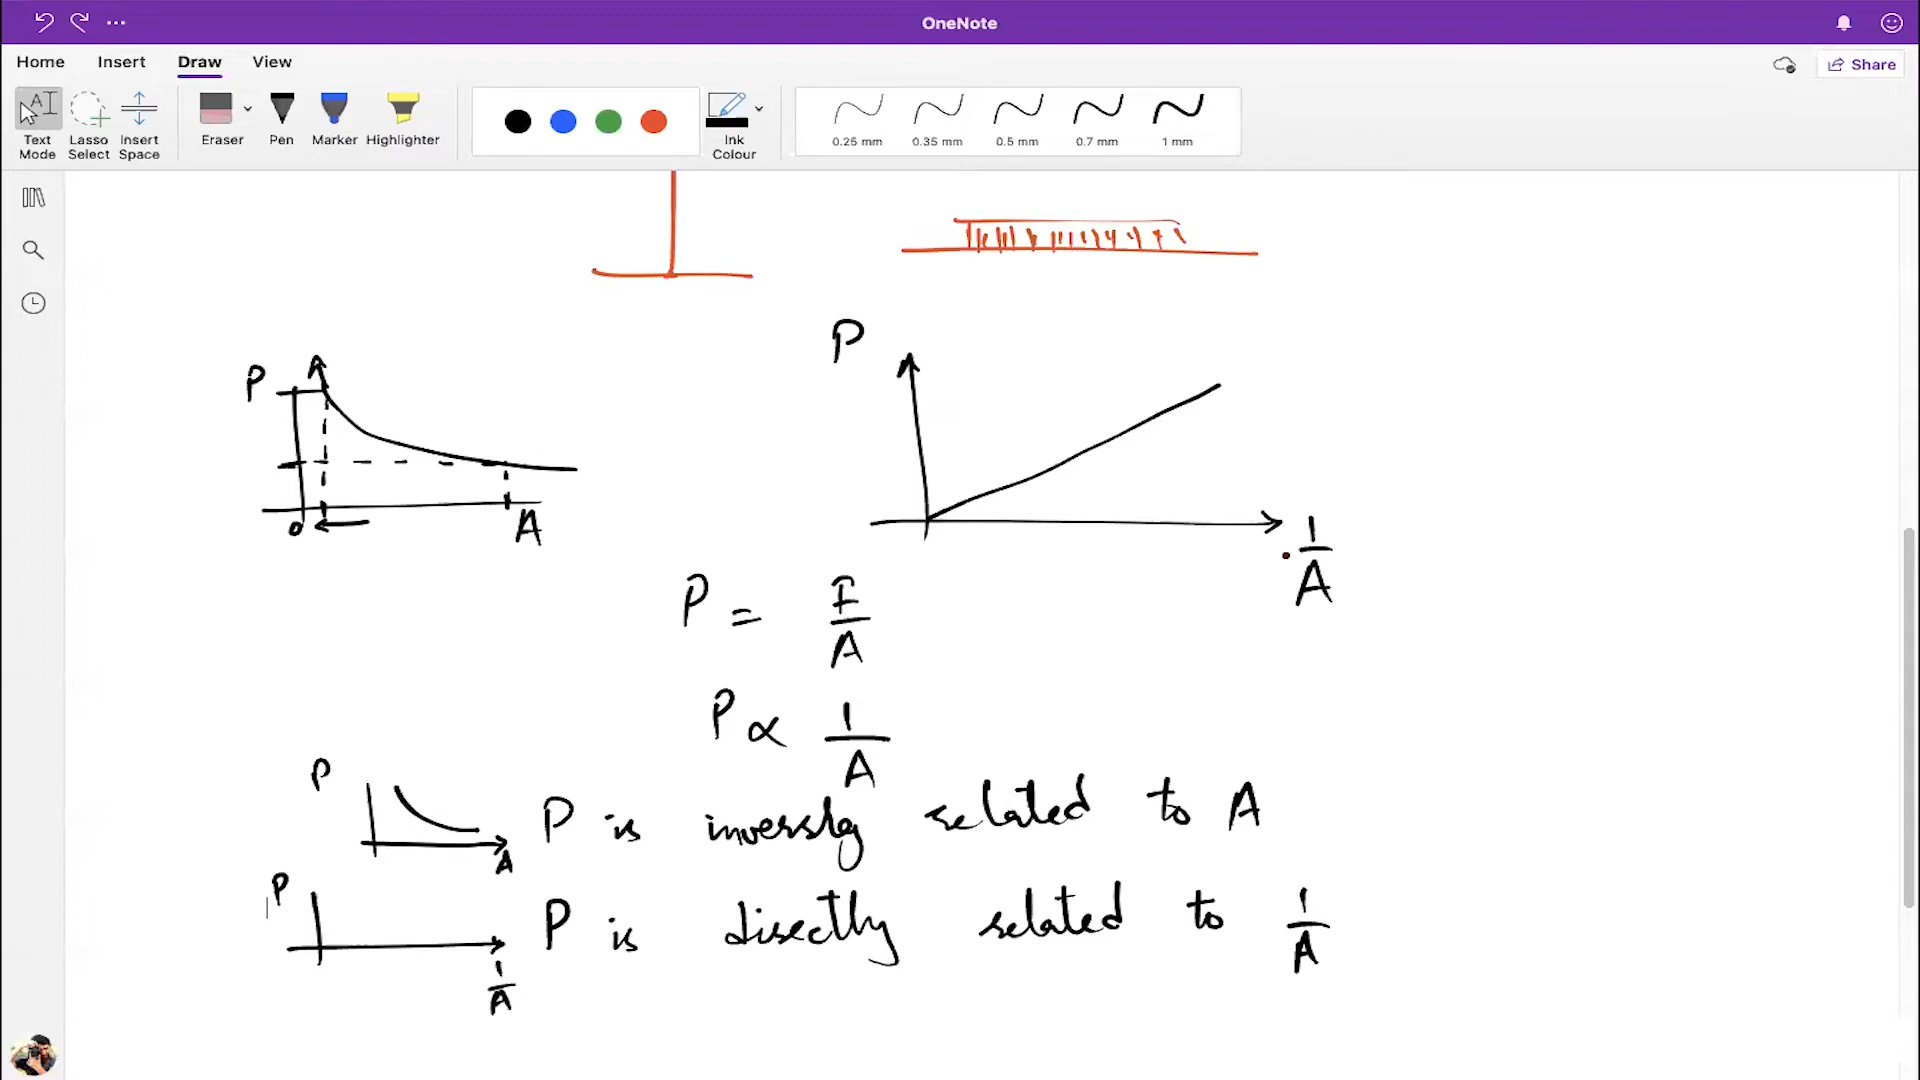 OneNote
Home Insert Draw View
Share
Text Mode
Lasso Select
Insert Space
Eraser
Pen
Marker
Highlighter
Ink Colour
0.25 mm
0.35 mm
0.5 mm
0.7 mm
1 mm
P
P
0
A
1/A
P = F/A
P ∝ 1/A
P
A
P is inversly related to A
P
1/A
P is directly related to 1/A